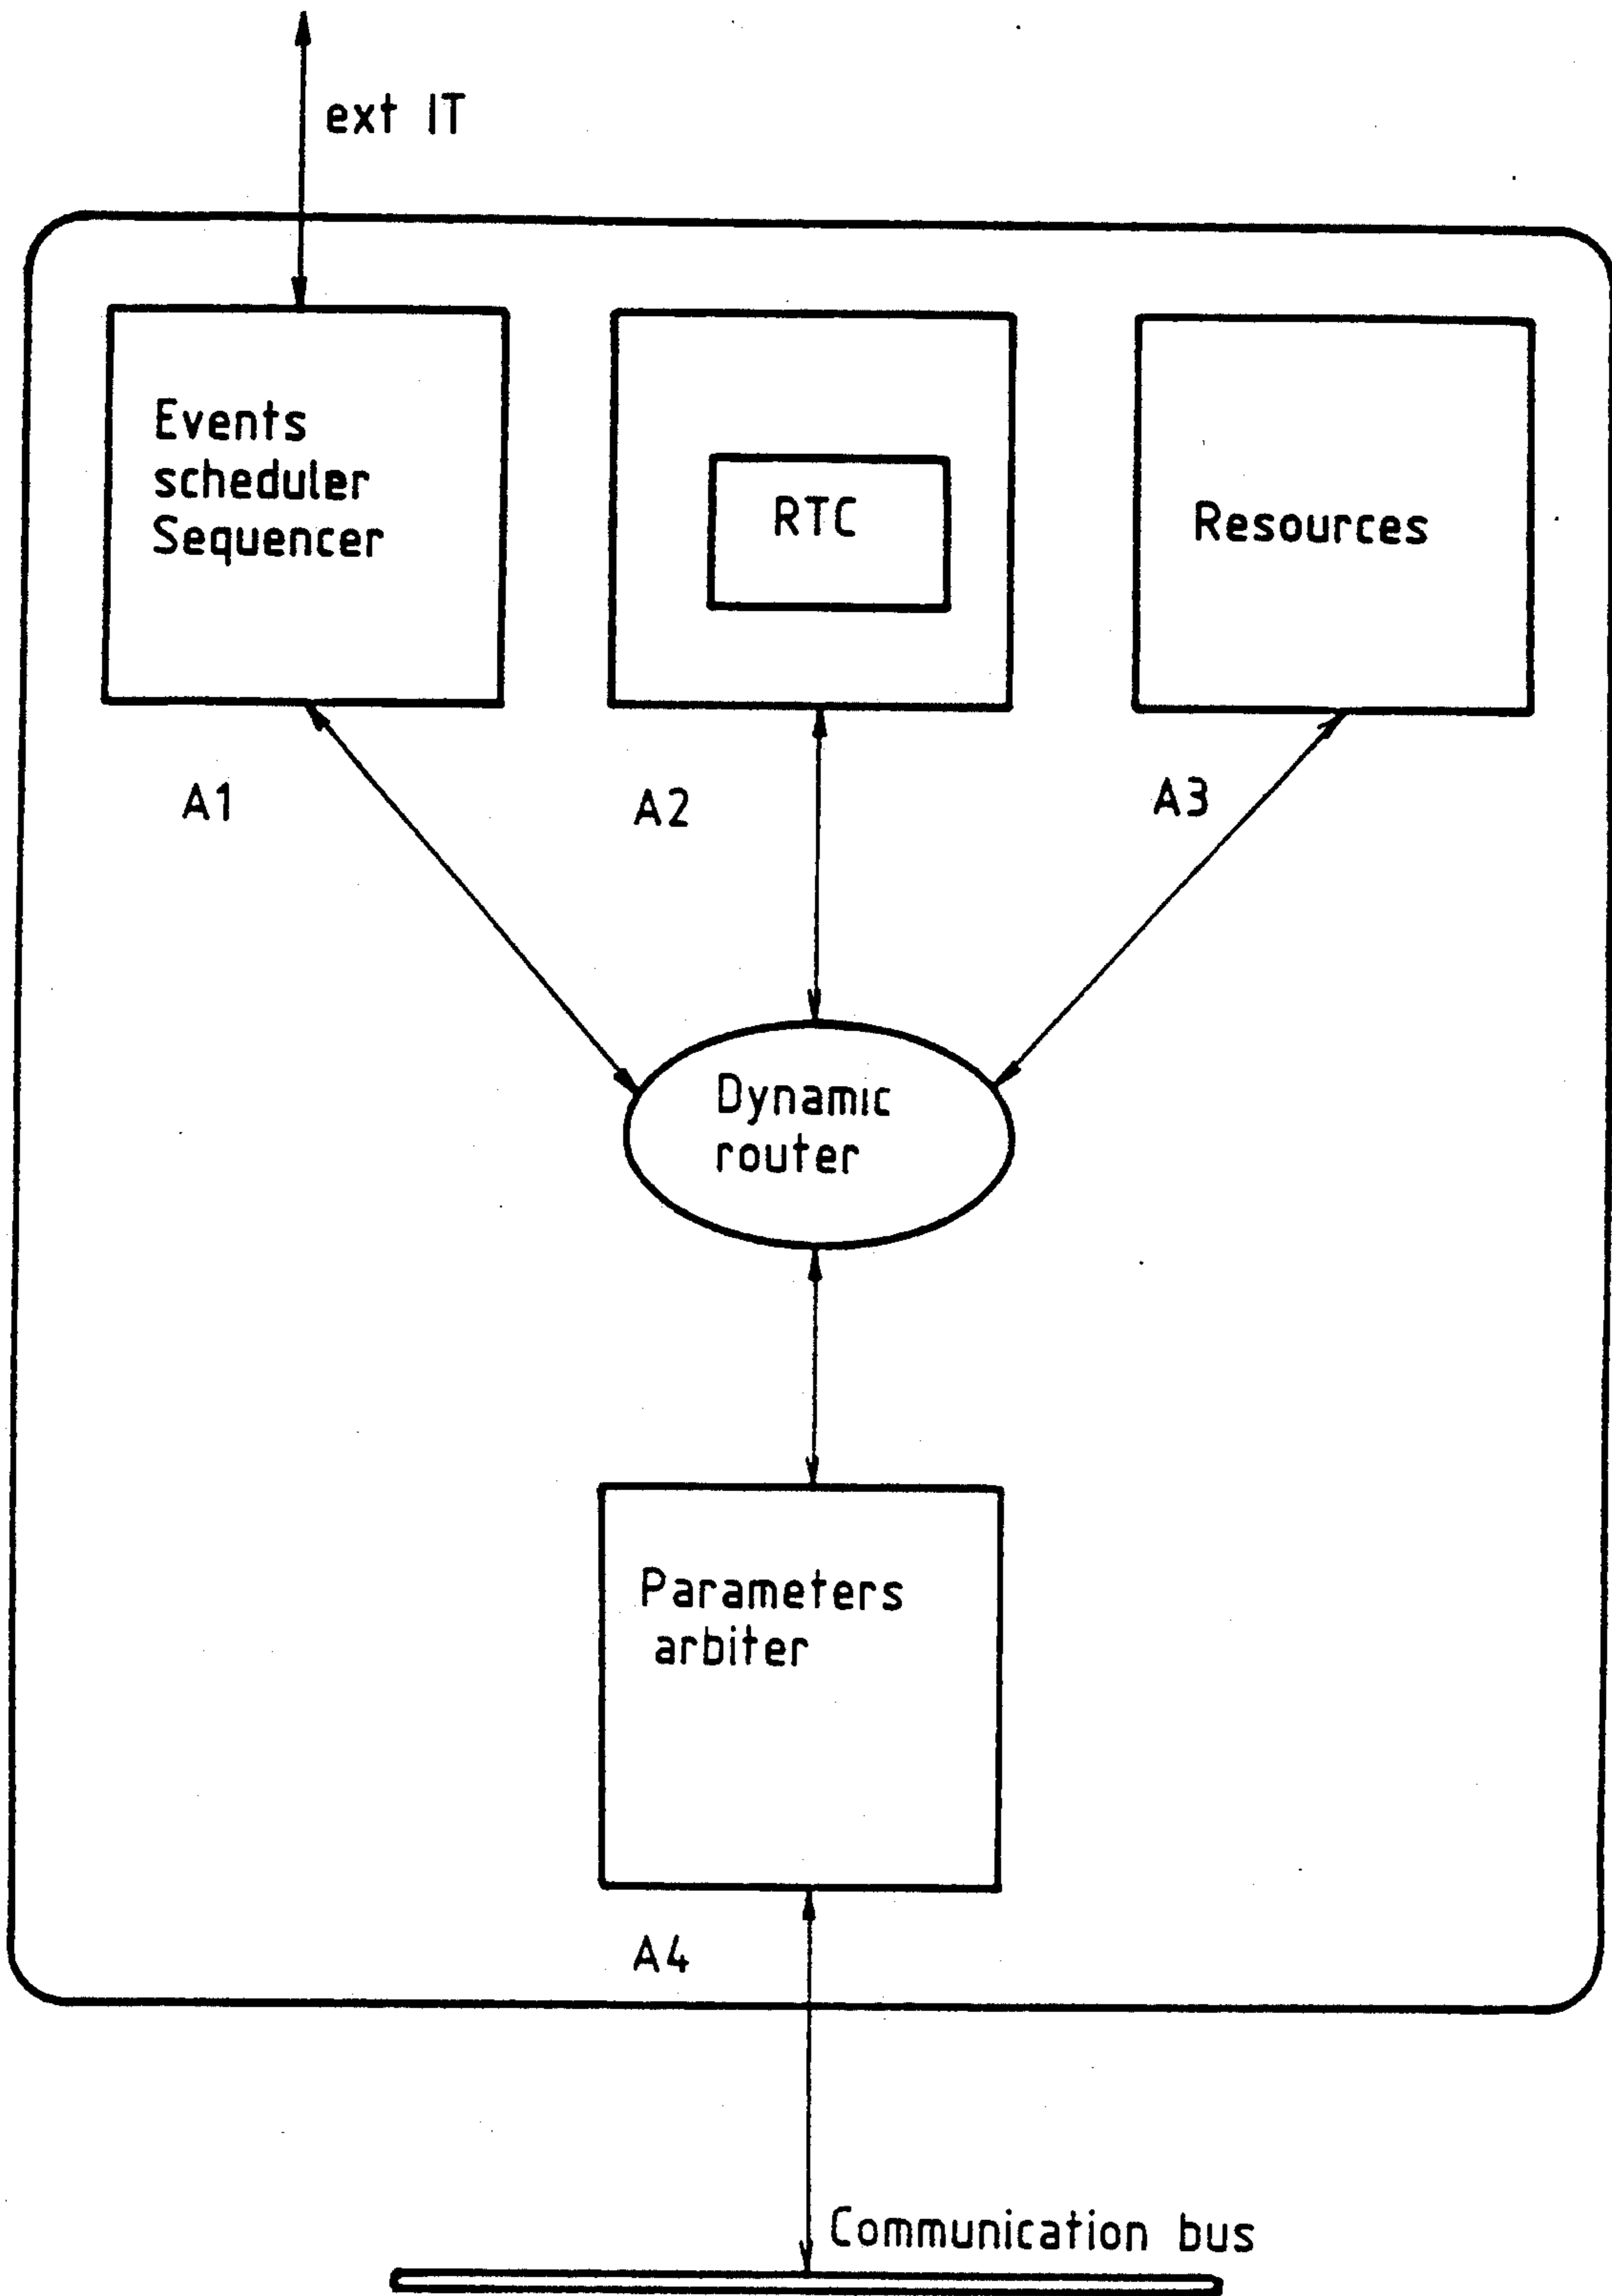 ext IT
Events
scheduler
Sequencer
RTC
Resources
A1
A2
A3
Dynamic
router
Parameters
arbiter
A4
Communication bus